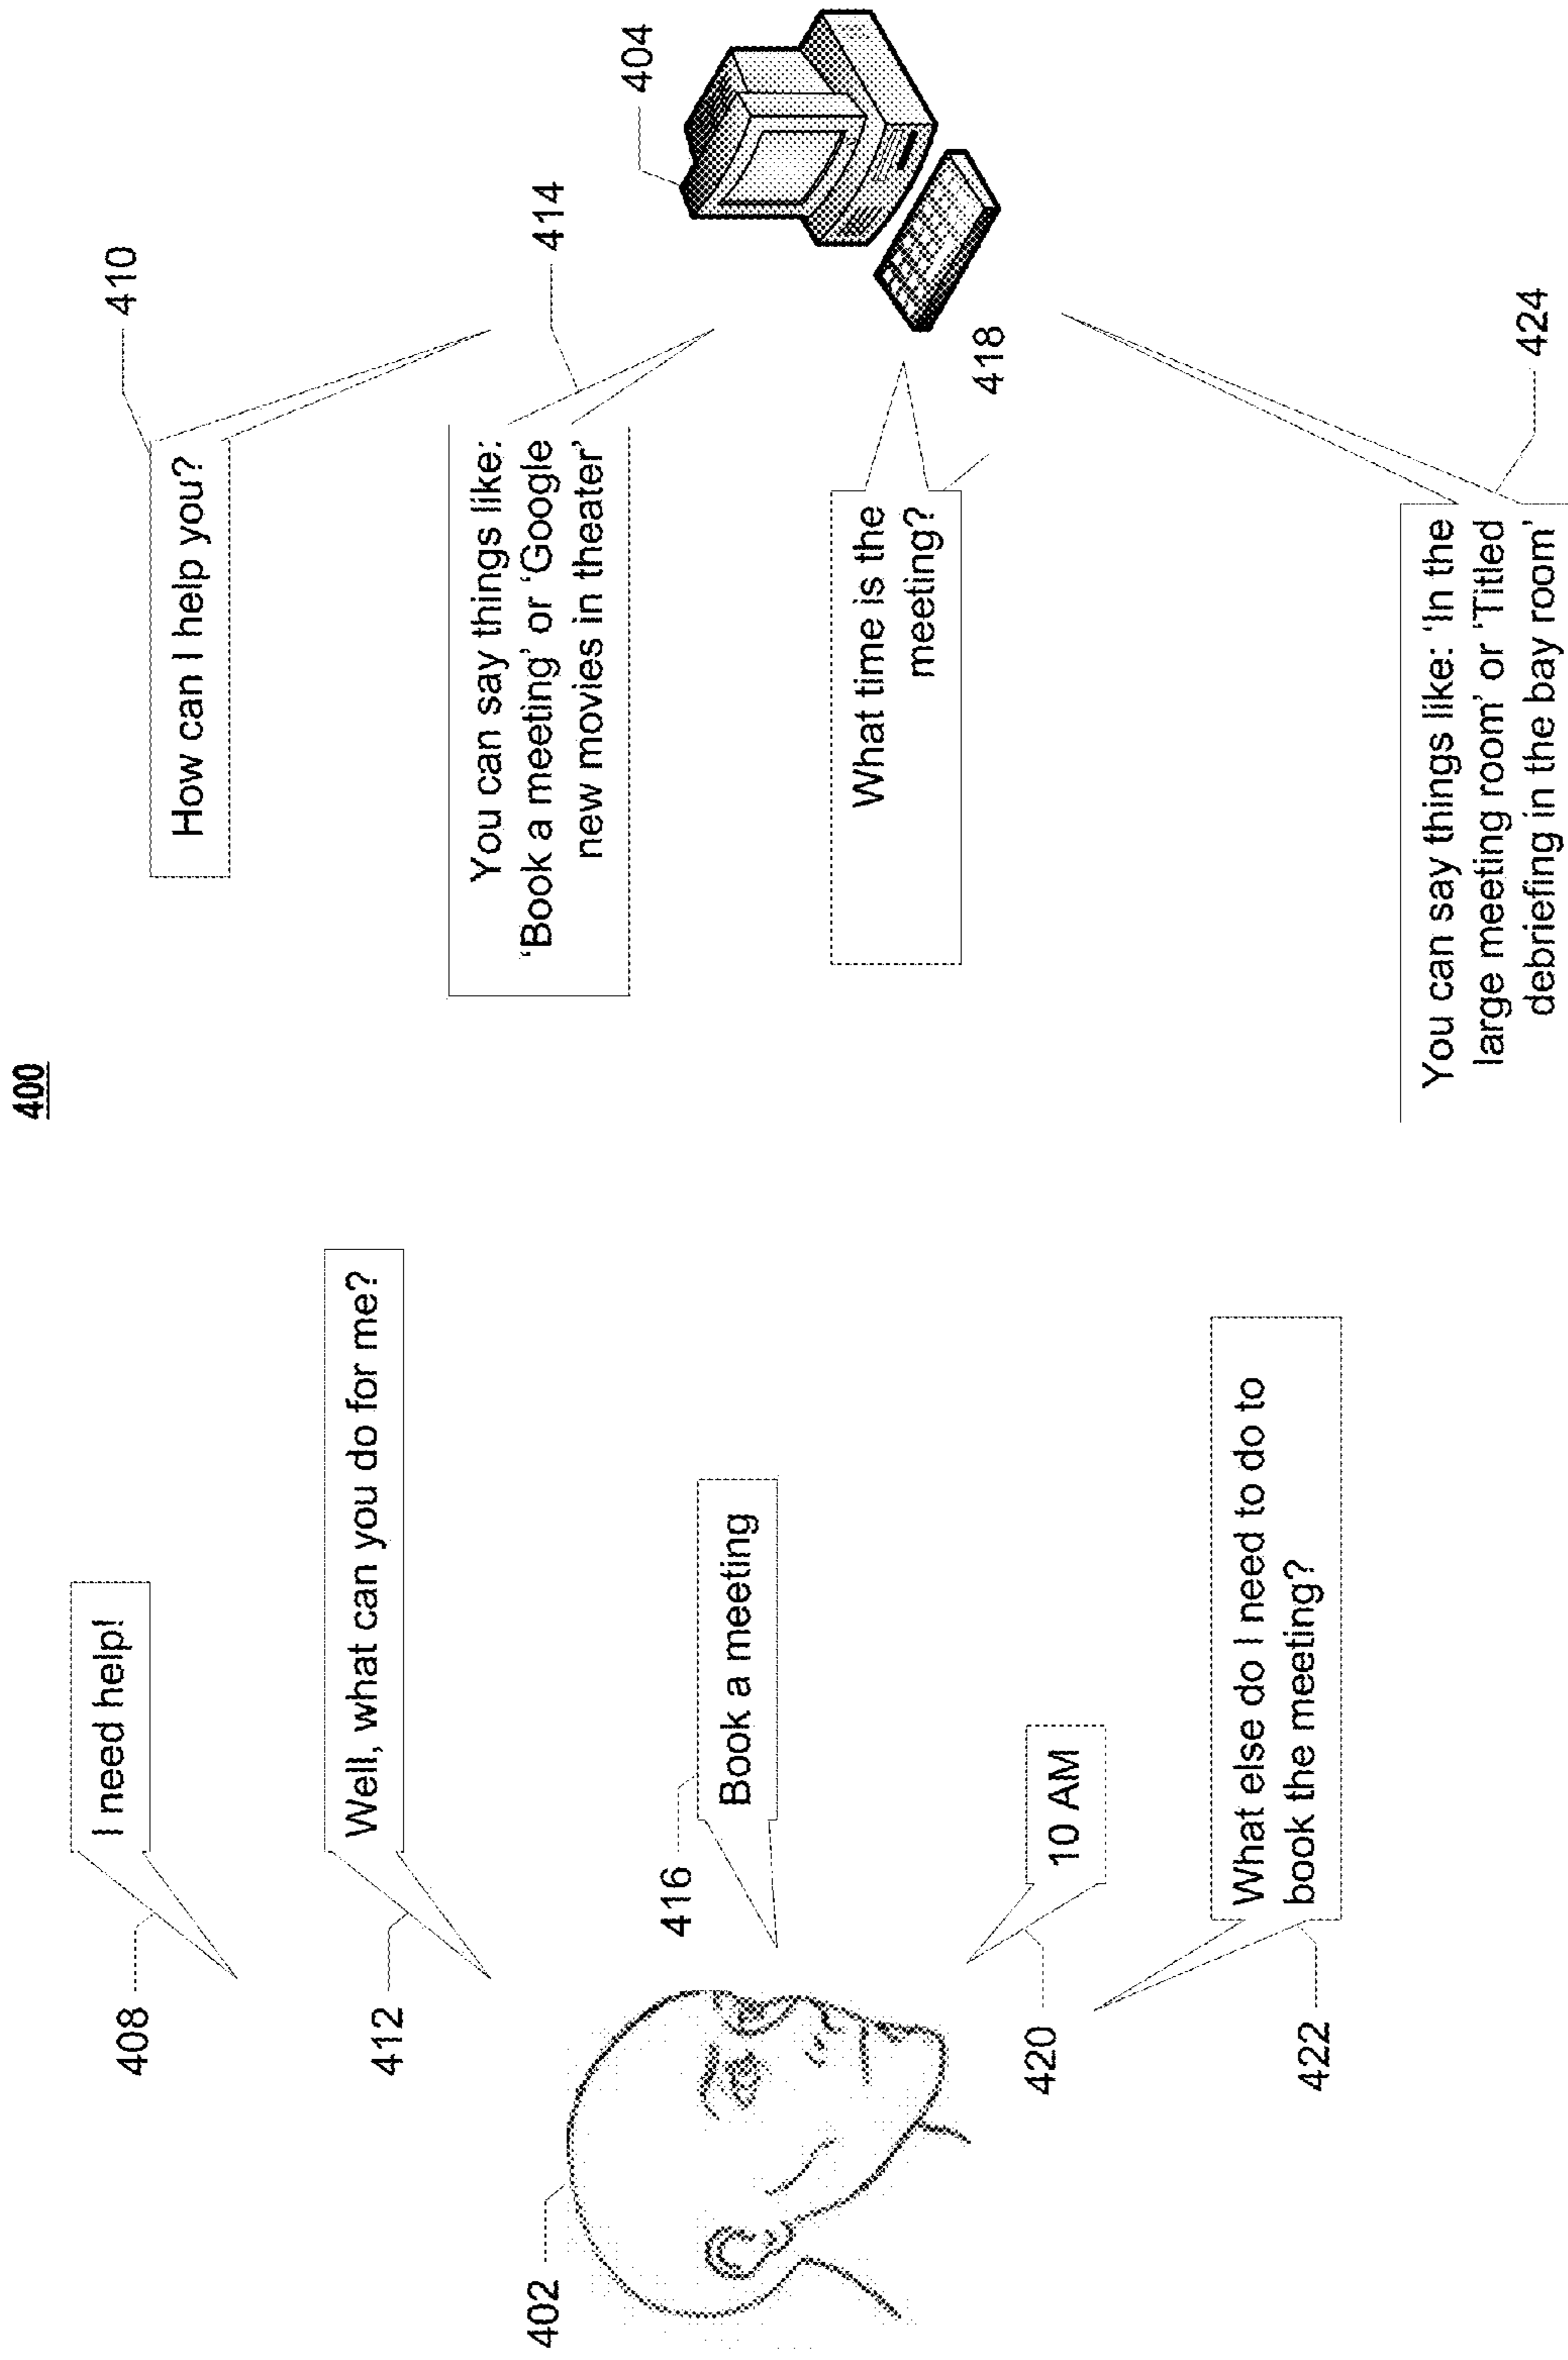 400
408
I need help!
410
How can I help you?
412
Well, what can you do for me?
414
You can say things like:
‘Book a meeting’ or ‘Google
new movies in theater’
402
404
416
Book a meeting
What time is the
meeting?
418
420
10 AM
422
What else do I need to do to
book the meeting?
424
You can say things like: ‘In the
large meeting room’ or ‘Titled
debriefing in the bay room’